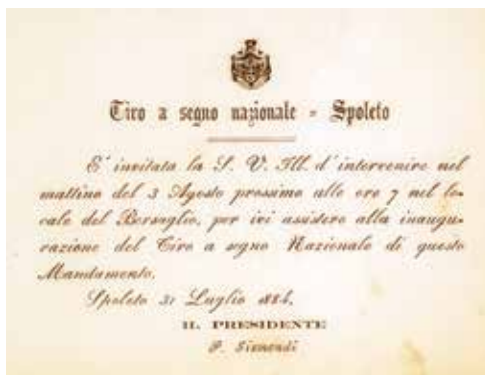 Tiro a segno nazionale - Spoleto
E' invitata la S. V. Ill. d'intervenire nel
mattino del 3 Agosto prossimo alle ore 7 nel lo-
cale del Bersaglio, per ivi assistere alla inaugu-
razione del Tiro a segno Nazionale di questo
Mandamento.
Spoleto 31 Luglio 1884.
IL PRESIDENTE
P. Sismondi